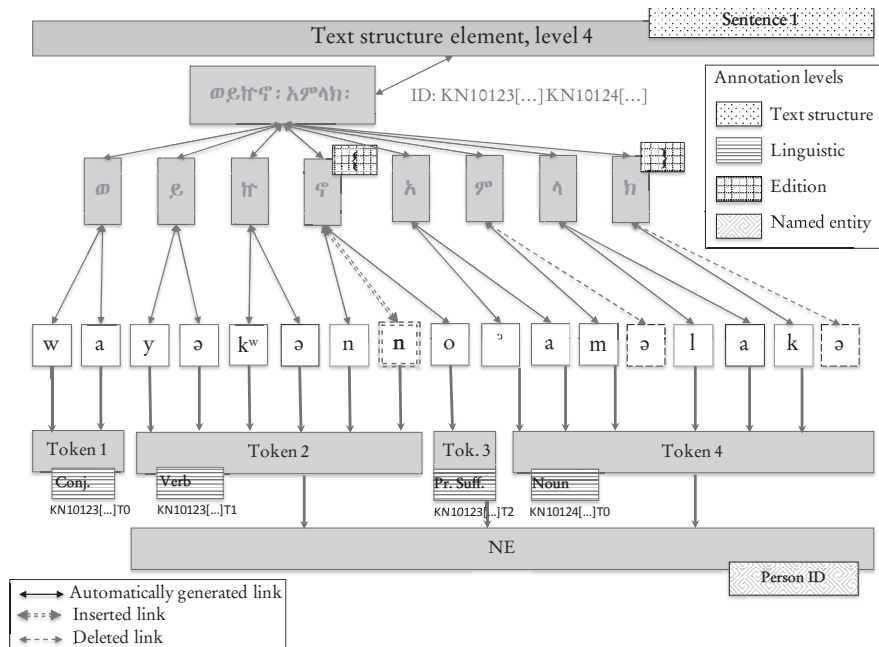 Sentence 1
Text structure element, level 4
ወይኵኖ፡ አምላክ፡
ID: KN10123[...]KN10124[...]
Annotation levels
Text structure
Linguistic
Edition
Named entity
{ }
ወ ይ ኵ ኖ አ ም ላ ክ
w a y ə kʷ ə n n o ʾ a m ə l a k ə
Token 1 Token 2 Tok. 3 Token 4
Conj. Verb Pr. Suff. Noun
KN10123[...]T0 KN10123[...]T1 KN10123[...]T2 KN10124[...]T0
NE
Person ID
Automatically generated link
Inserted link
Deleted link